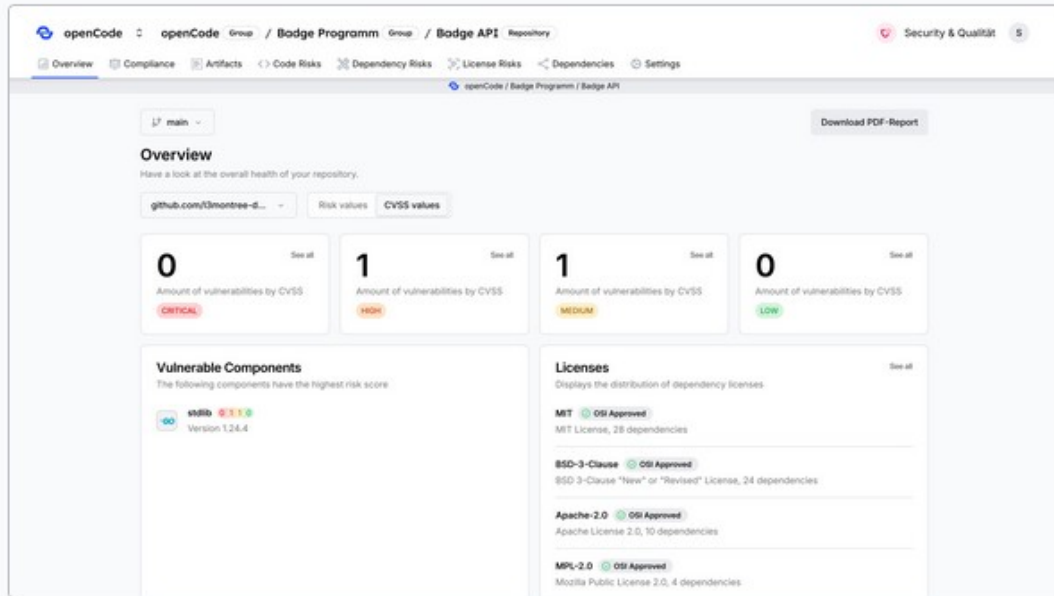 openCode openCode Group / Badge Programm Group / Badge API Repository Security & Qualität S
Overview Compliance Artifacts Code Risks Dependency Risks License Risks Dependencies Settings
openCode / Badge Programm / Badge API
main Download PDF-Report
Overview
Have a look at the overall health of your repository.
github.com/l3montree-d... Risk values CVSS values
0 See all 1 See all 1 See all 0 See all
Amount of vulnerabilities by CVSS Amount of vulnerabilities by CVSS Amount of vulnerabilities by CVSS Amount of vulnerabilities by CVSS
CRITICAL HIGH MEDIUM LOW
Vulnerable Components
The following components have the highest risk score
stdlib 0 1 1 0
Version 1.24.4
Licenses See all
Displays the distribution of dependency licenses
MIT OSI Approved
MIT License, 28 dependencies
BSD-3-Clause OSI Approved
BSD 3-Clause "New" or "Revised" License, 24 dependencies
Apache-2.0 OSI Approved
Apache License 2.0, 10 dependencies
MPL-2.0 OSI Approved
Mozilla Public License 2.0, 4 dependencies